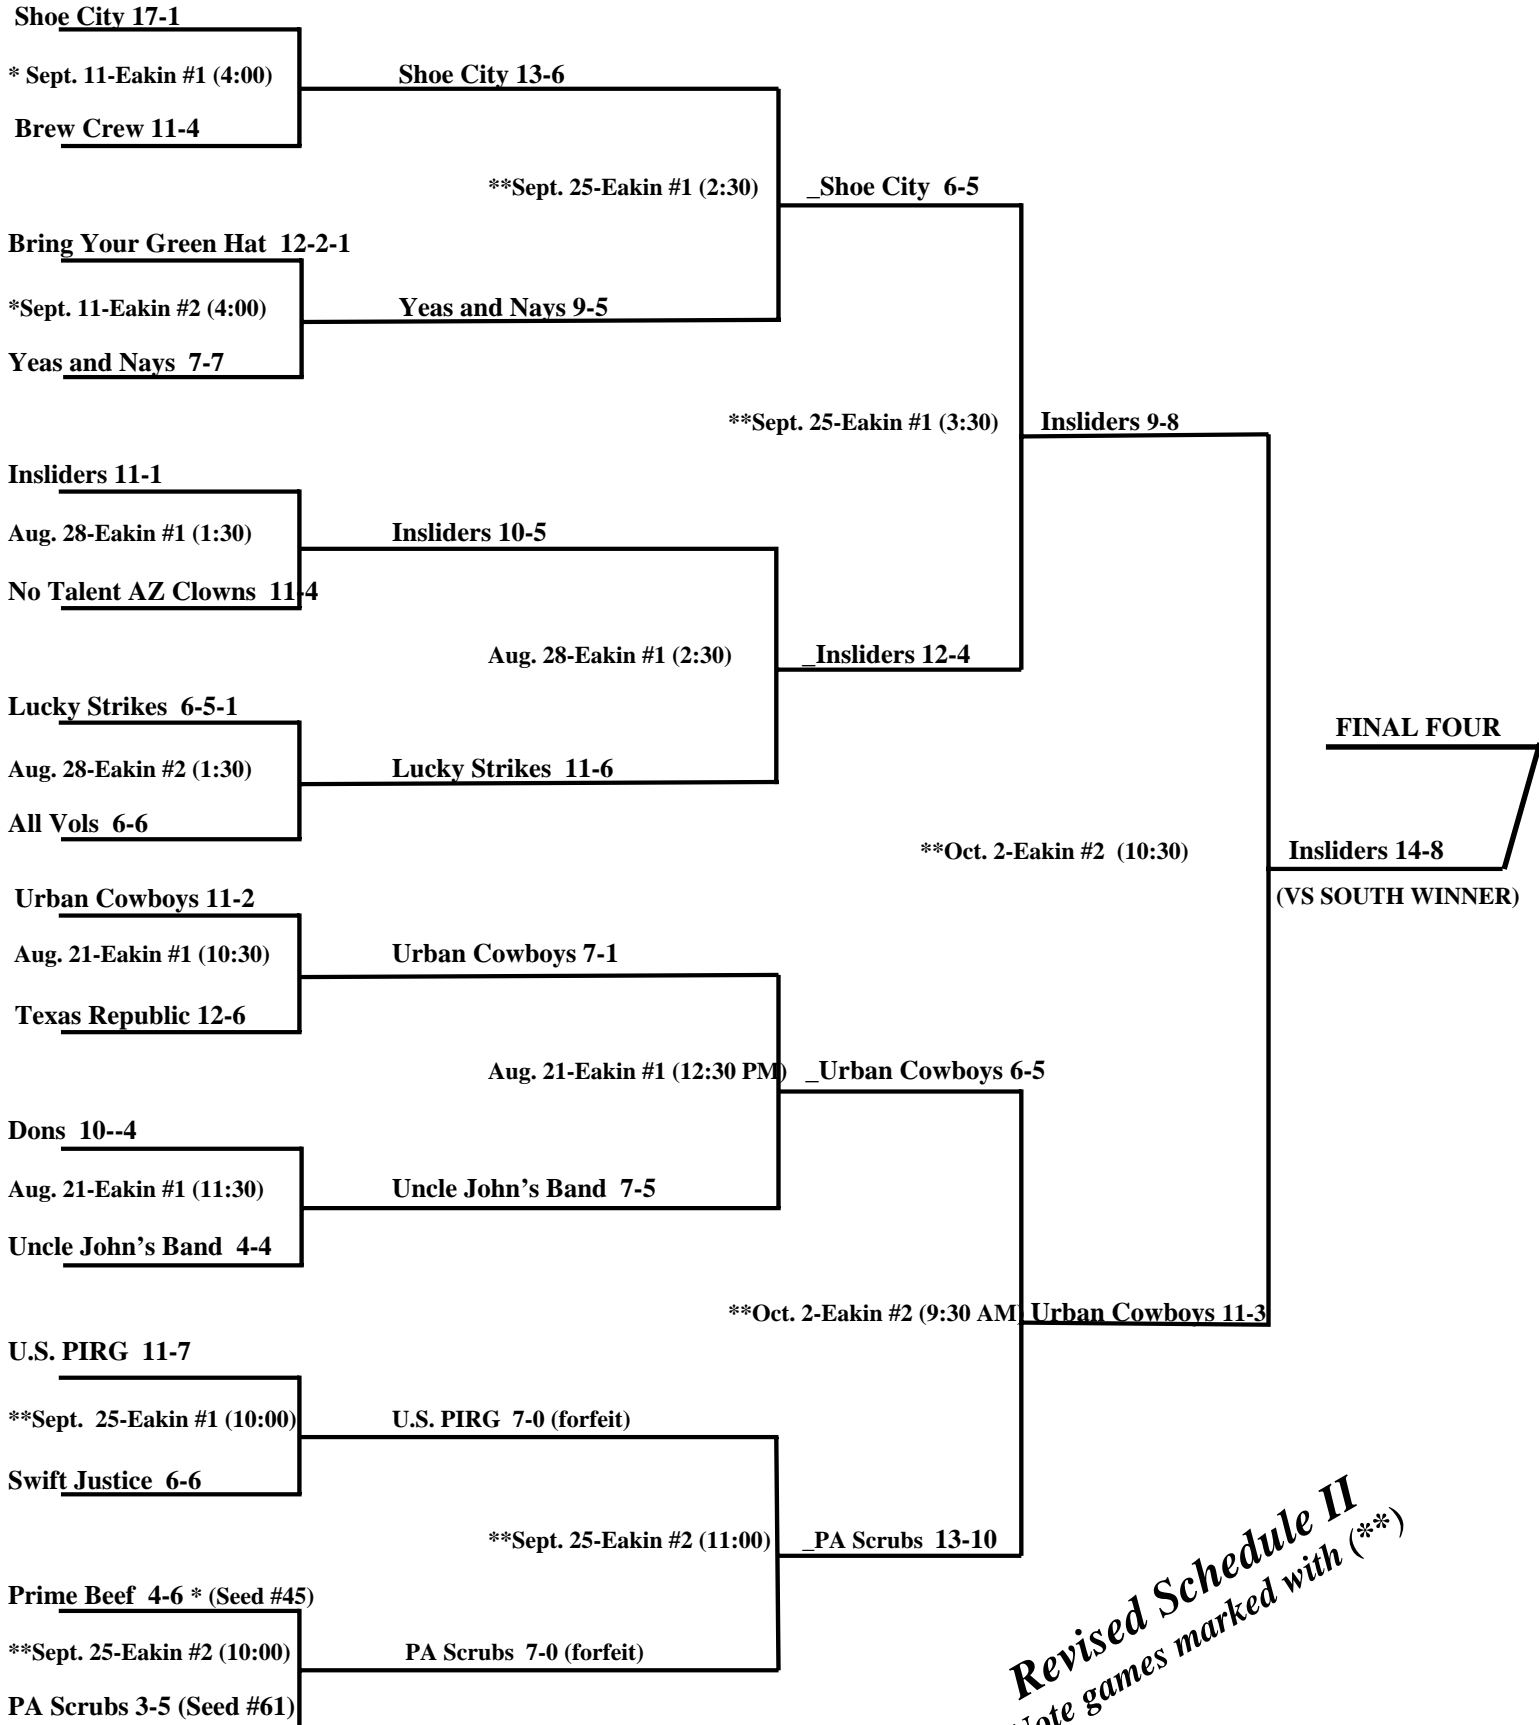 Shoe City 17-1
* Sept. 11-Eakin #1 (4:00)
Shoe City 13-6
Brew Crew 11-4
**Sept. 25-Eakin #1 (2:30)
_Shoe City 6-5
Bring Your Green Hat 12-2-1
*Sept. 11-Eakin #2 (4:00)
Yeas and Nays 9-5
Yeas and Nays 7-7
**Sept. 25-Eakin #1 (3:30)
Insliders 9-8
Insliders 11-1
Aug. 28-Eakin #1 (1:30)
Insliders 10-5
No Talent AZ Clowns 11-4
Aug. 28-Eakin #1 (2:30)
_Insliders 12-4
Lucky Strikes 6-5-1
FINAL FOUR
Aug. 28-Eakin #2 (1:30)
Lucky Strikes 11-6
All Vols 6-6
**Oct. 2-Eakin #2 (10:30)
Insliders 14-8
(VS SOUTH WINNER)
Urban Cowboys 11-2
Aug. 21-Eakin #1 (10:30)
Urban Cowboys 7-1
Texas Republic 12-6
Aug. 21-Eakin #1 (12:30 PM)
_Urban Cowboys 6-5
Dons 10--4
Aug. 21-Eakin #1 (11:30)
Uncle John’s Band 7-5
Uncle John’s Band 4-4
**Oct. 2-Eakin #2 (9:30 AM)
Urban Cowboys 11-3
U.S. PIRG 11-7
**Sept. 25-Eakin #1 (10:00)
U.S. PIRG 7-0 (forfeit)
Swift Justice 6-6
**Sept. 25-Eakin #2 (11:00)
_PA Scrubs 13-10
Prime Beef 4-6 * (Seed #45)
**Sept. 25-Eakin #2 (10:00)
PA Scrubs 7-0 (forfeit)
PA Scrubs 3-5 (Seed #61)
Revised Schedule II
Note games marked with (**)